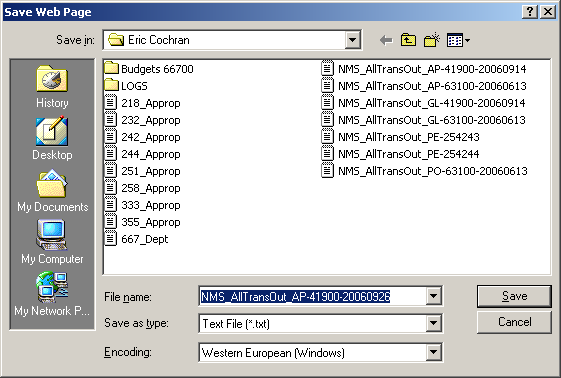 Save Web Page
Save in: Eric Cochran
History
Desktop
My Documents
My Computer
My Network P...
Budgets 66700
LOGS
218_Approp
232_Approp
242_Approp
244_Approp
251_Approp
258_Approp
333_Approp
355_Approp
667_Dept
NMS_AllTransOut_AP-41900-20060914
NMS_AllTransOut_AP-63100-20060613
NMS_AllTransOut_GL-41900-20060914
NMS_AllTransOut_GL-63100-20060613
NMS_AllTransOut_PE-254243
NMS_AllTransOut_PE-254244
NMS_AllTransOut_PO-63100-20060613
File name: NMS_AllTransOut_AP-41900-20060926
Save
Save as type: Text File (*.txt)
Cancel
Encoding: Western European (Windows)